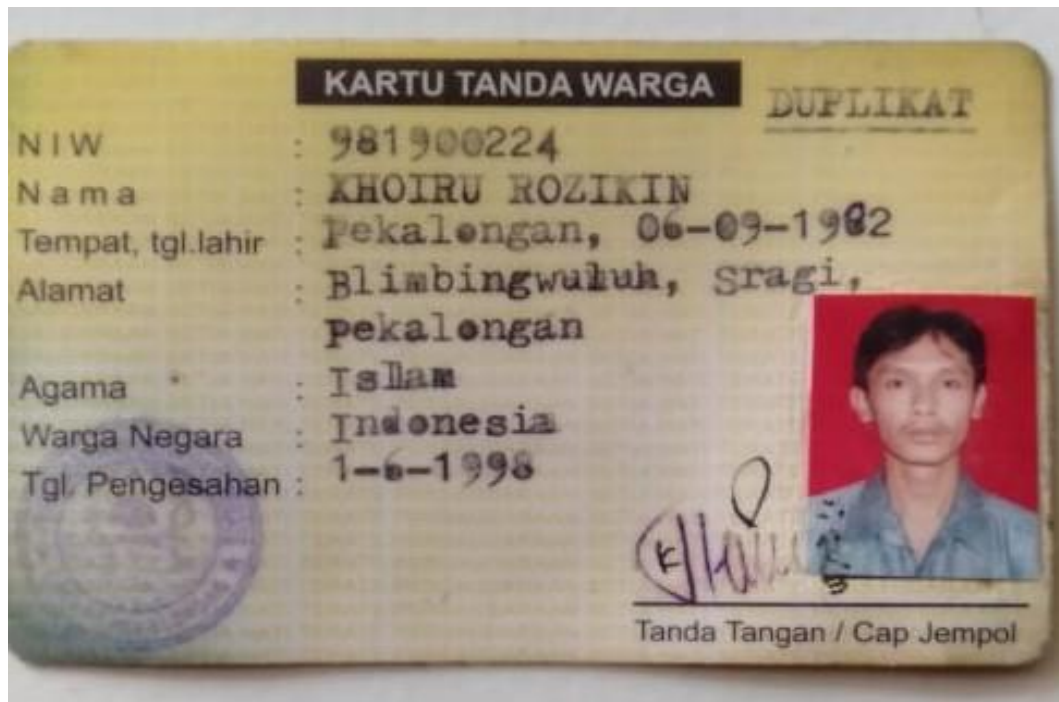 KARTU TANDA WARGA
DUPLIKAT
NIW : 981900224
Nama : KHOIRU ROZIKIN
Tempat, tgl.lahir : Pekalongan, 06-09-1982
Alamat : Blimbingwuluh, Sragi,
pekalongan
Agama : Islam
Warga Negara : Indonesia
Tgl. Pengesahan : 1-6-1998
Tanda Tangan / Cap Jempol